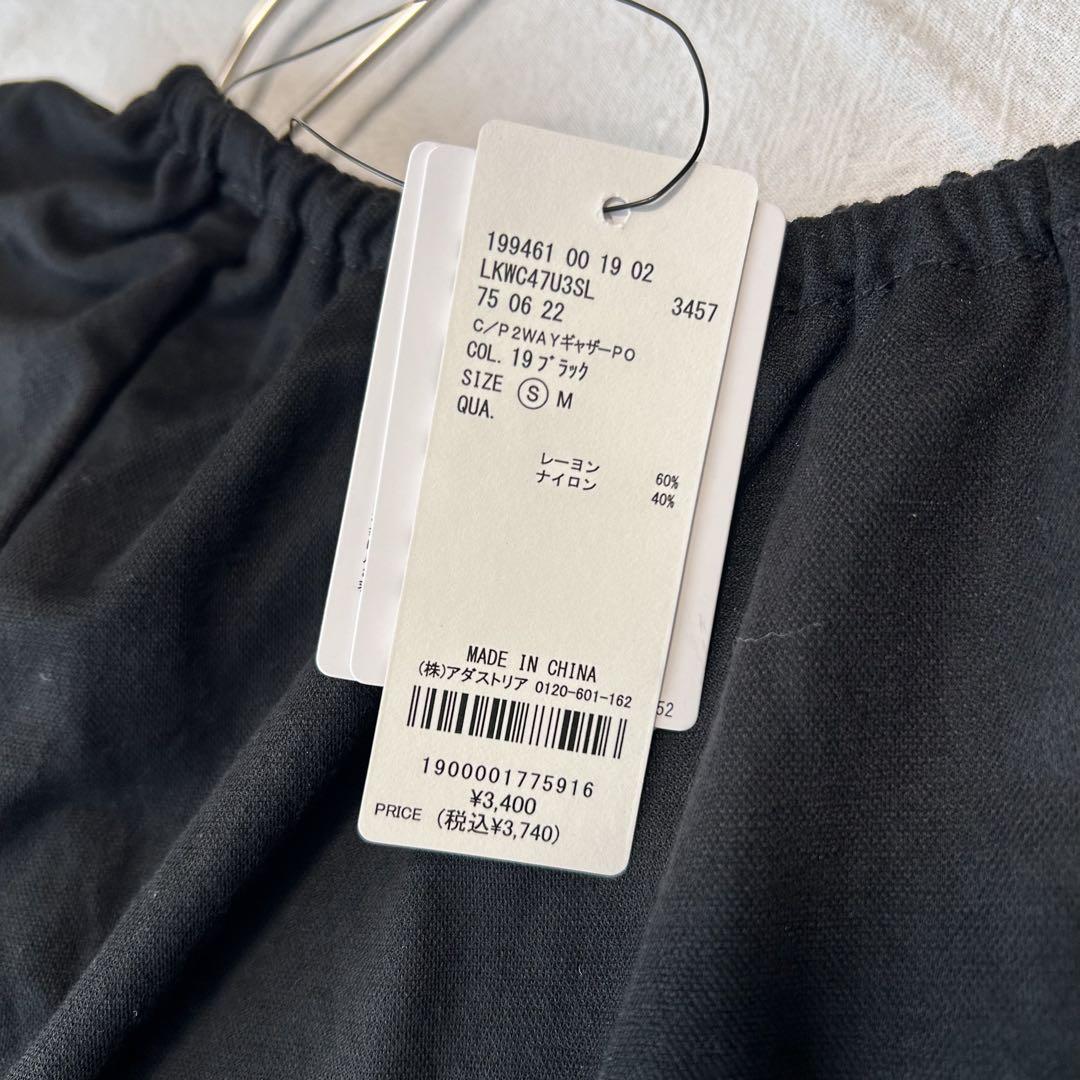 199461 00 19 02
LKWC47U3SL
75 06 22 3457
C/P2WAYギャザーPO
COL. 19 ブラック
SIZE Ⓢ M
QUA.
レーヨン 60%
ナイロン 40%
MADE IN CHINA
(株)アダストリア 0120-601-162
1900001775916
¥3,400
PRICE (税込¥3,740)
52